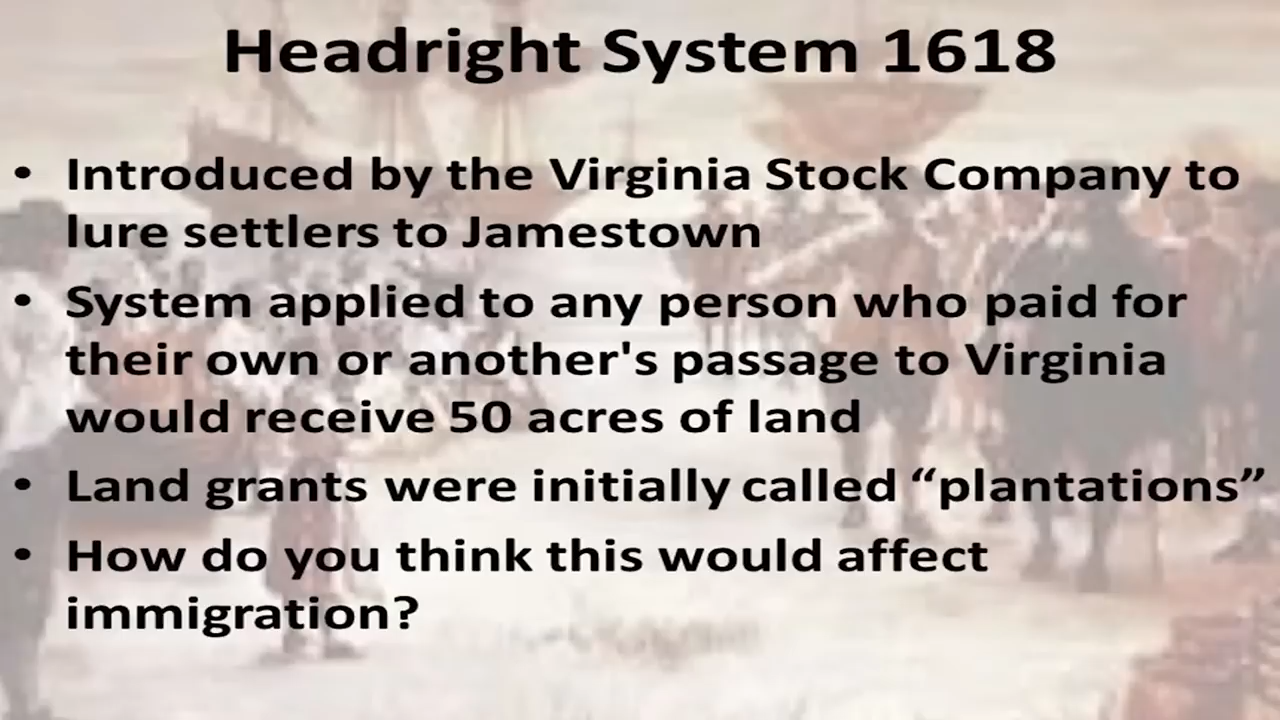 Headright System 1618
• Introduced by the Virginia Stock Company to
lure settlers to Jamestown
• System applied to any person who paid for
their own or another's passage to Virginia
would receive 50 acres of land
• Land grants were initially called “plantations”
• How do you think this would affect
immigration?